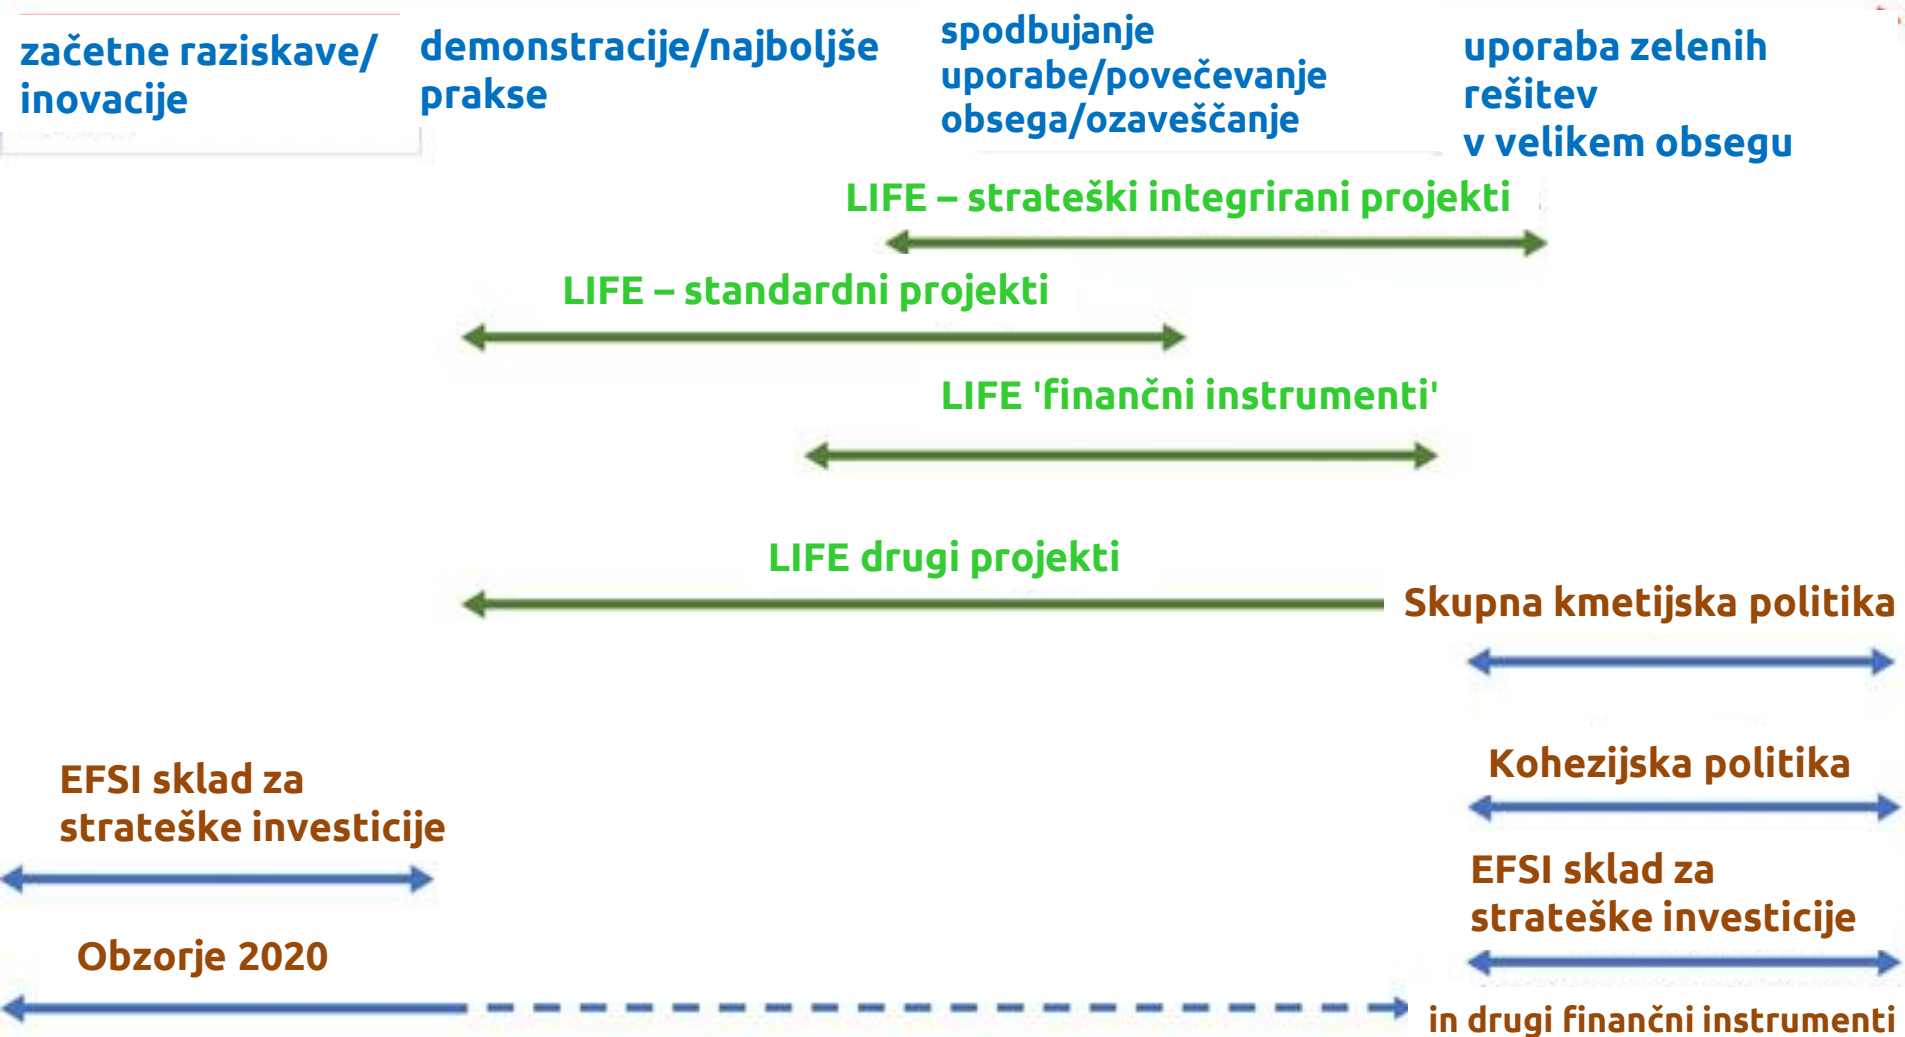 začetne raziskave/
inovacije
demonstracije/najboljše
prakse
spodbujanje
uporabe/povečevanje
obsega/ozaveščanje
uporaba zelenih
rešitev
v velikem obsegu
LIFE – strateški integrirani projekti
LIFE – standardni projekti
LIFE 'finančni instrumenti'
LIFE drugi projekti
Skupna kmetijska politika
Kohezijska politika
EFSI sklad za
strateške investicije
EFSI sklad za
strateške investicije
Obzorje 2020
in drugi finančni instrumenti